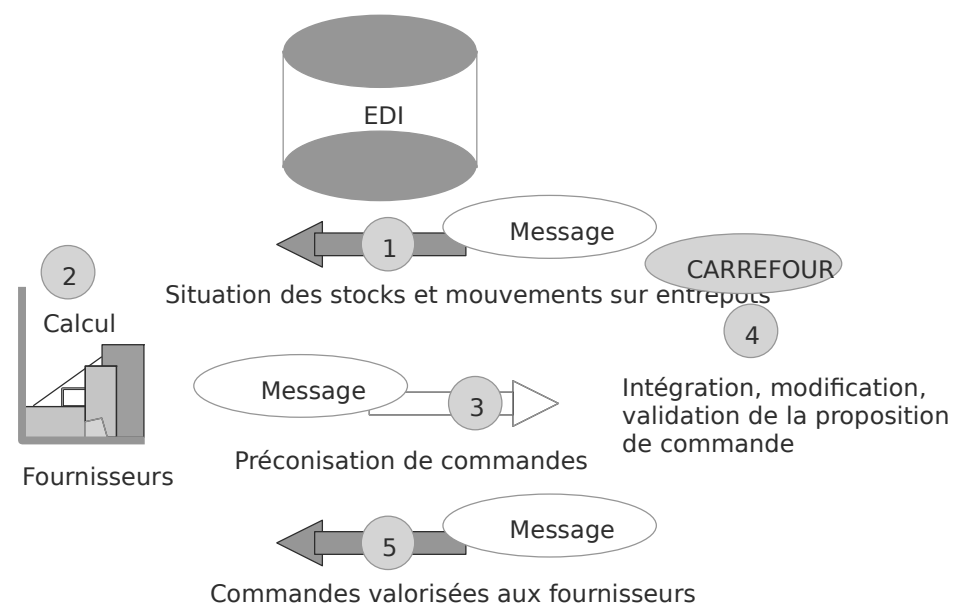 EDI
Message
1
CARREFOUR
2
Situation des stocks et mouvements sur entrepots
Calcul
4
Message
3
Intégration, modification,
validation de la proposition
de commande
Préconisation de commandes
Fournisseurs
Message
5
Commandes valorisées aux fournisseurs